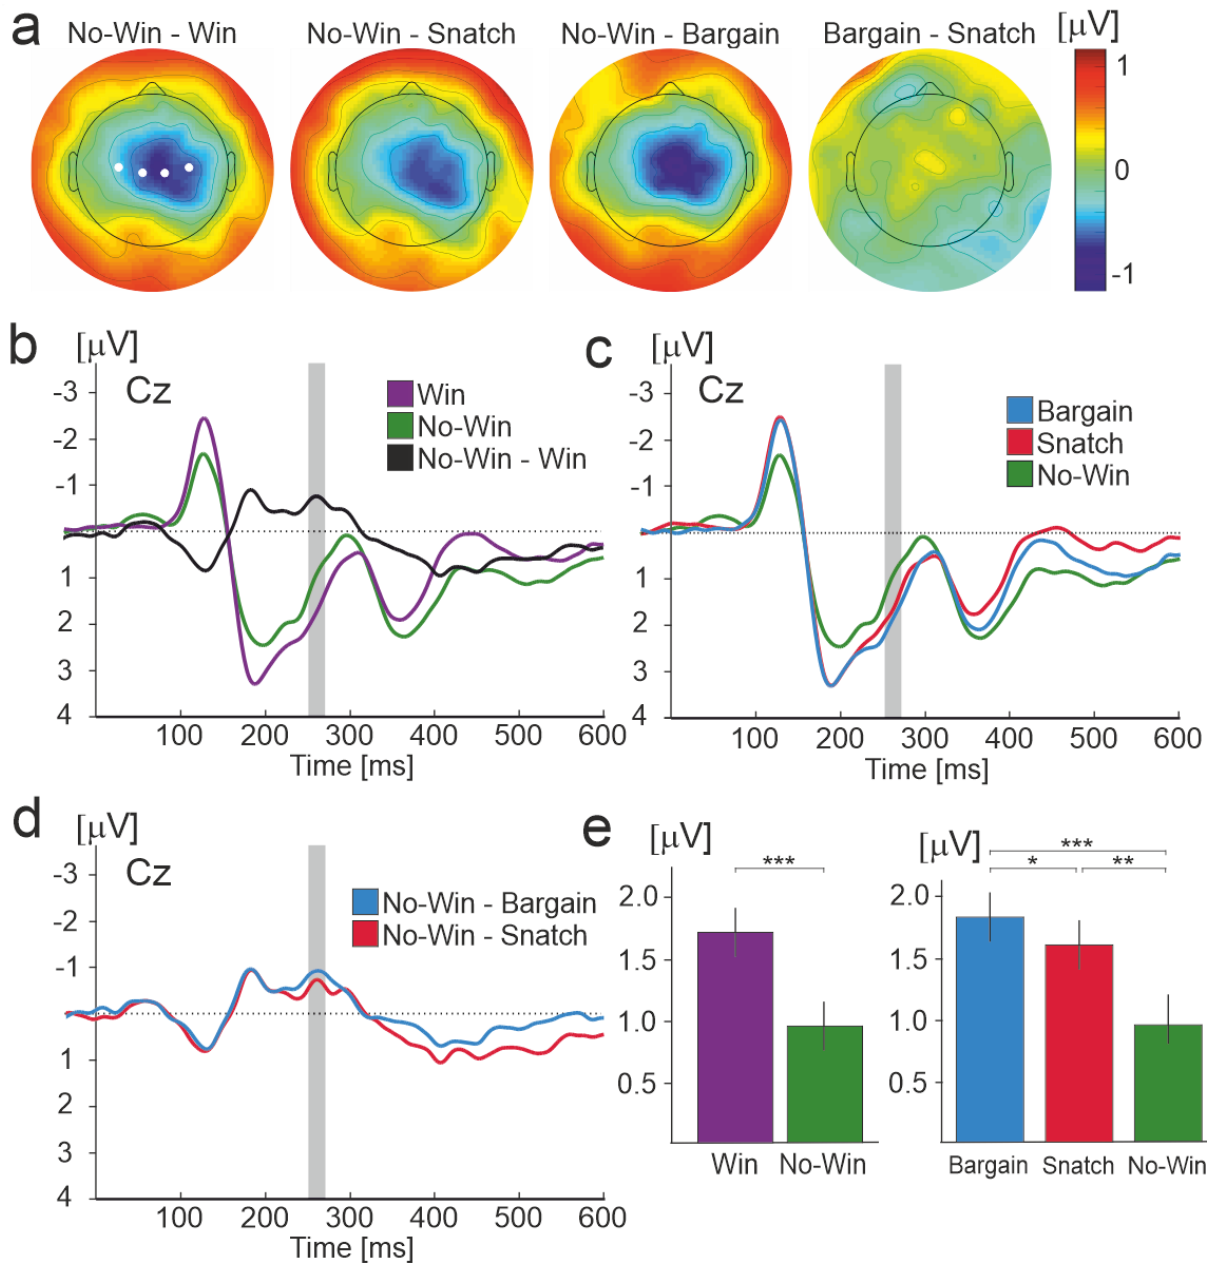 a
No-Win - Win
No-Win - Snatch
No-Win - Bargain
Bargain - Snatch
[µV]
1
0
-1
b
[µV]
Cz
-3
-2
-1
1
2
3
4
Win
No-Win
No-Win - Win
100 200 300 400 500 600
Time [ms]
c
[µV]
Cz
-3
-2
-1
1
2
3
4
Bargain
Snatch
No-Win
100 200 300 400 500 600
Time [ms]
d
[µV]
Cz
-3
-2
-1
1
2
3
4
No-Win - Bargain
No-Win - Snatch
100 200 300 400 500 600
Time [ms]
e
[µV]
***
2.0
1.5
1.0
0.5
Win No-Win
[µV]
***
* **
2.0
1.5
1.0
0.5
Bargain Snatch No-Win